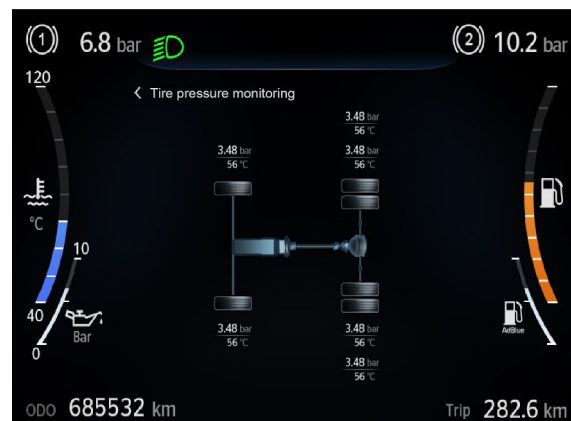 (1) 6.8 bar
(2) 10.2 bar
120
< Tire pressure monitoring
3.48 bar
56 °C
3.48 bar
56 °C
3.48 bar
56 °C
°C
10
40
Bar
0
AdBlue
3.48 bar
56 °C
3.48 bar
56 °C
3.48 bar
56 °C
ODO 685532 km
Trip 282.6 km